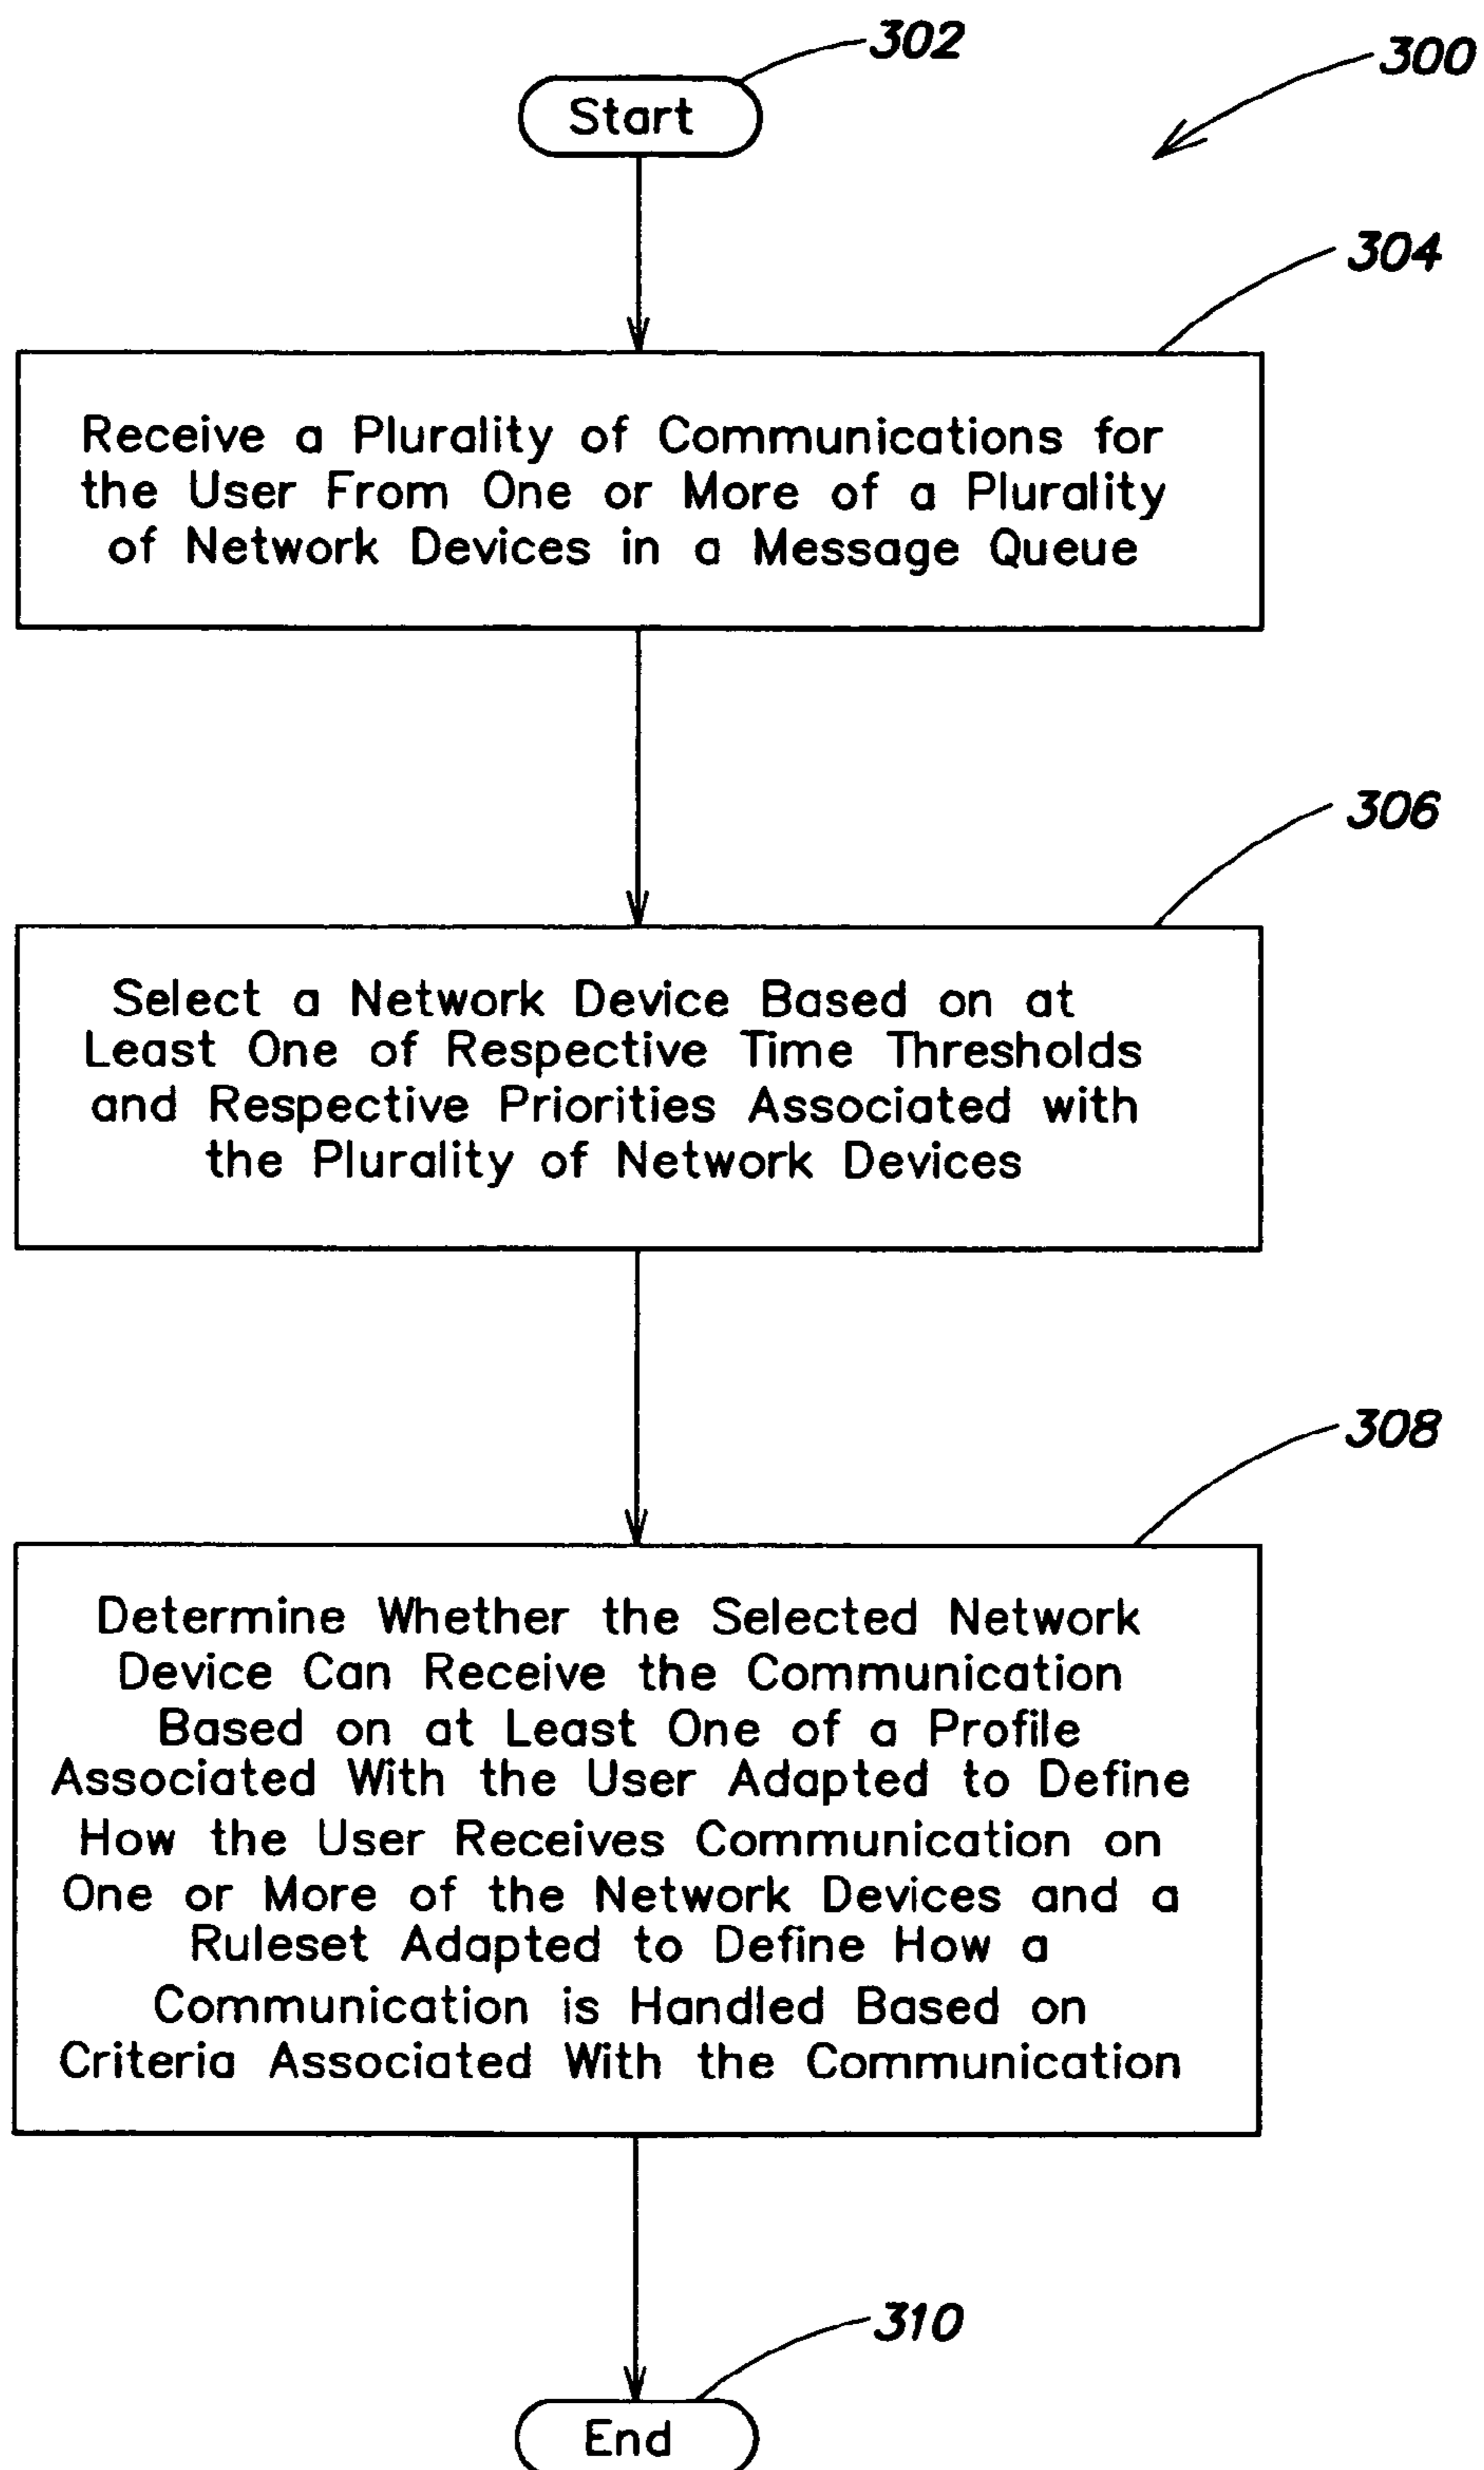 302
300
Start
304
Receive a Plurality of Communications for
the User From One or More of a Plurality
of Network Devices in a Message Queue
306
Select a Network Device Based on at
Least One of Respective Time Thresholds
and Respective Priorities Associated with
the Plurality of Network Devices
308
Determine Whether the Selected Network
Device Can Receive the Communication
Based on at Least One of a Profile
Associated With the User Adapted to Define
How the User Receives Communication on
One or More of the Network Devices and a
Ruleset Adapted to Define How a
Communication is Handled Based on
Criteria Associated With the Communication
310
End